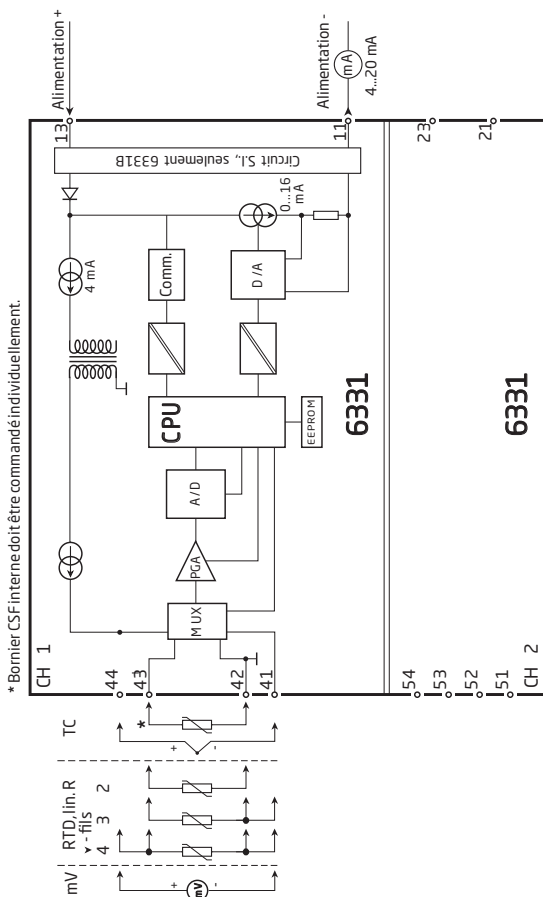 * Bornier CSF interne doit être commandé individuellement.
CH 1
mV
RTD, lin. R
4
3
2
- fils
TC
+
-
mV
+
-
*
44
43
42
41
MUX
PGA
A/D
CPU
EEPROM
4 mA
Comm.
D/A
0...16
mA
Circuit S.I., seulement 6331B
13
Alimentation +
11
Alimentation -
mA
4...20 mA
6331
54
53
52
51
CH 2
6331
23
21